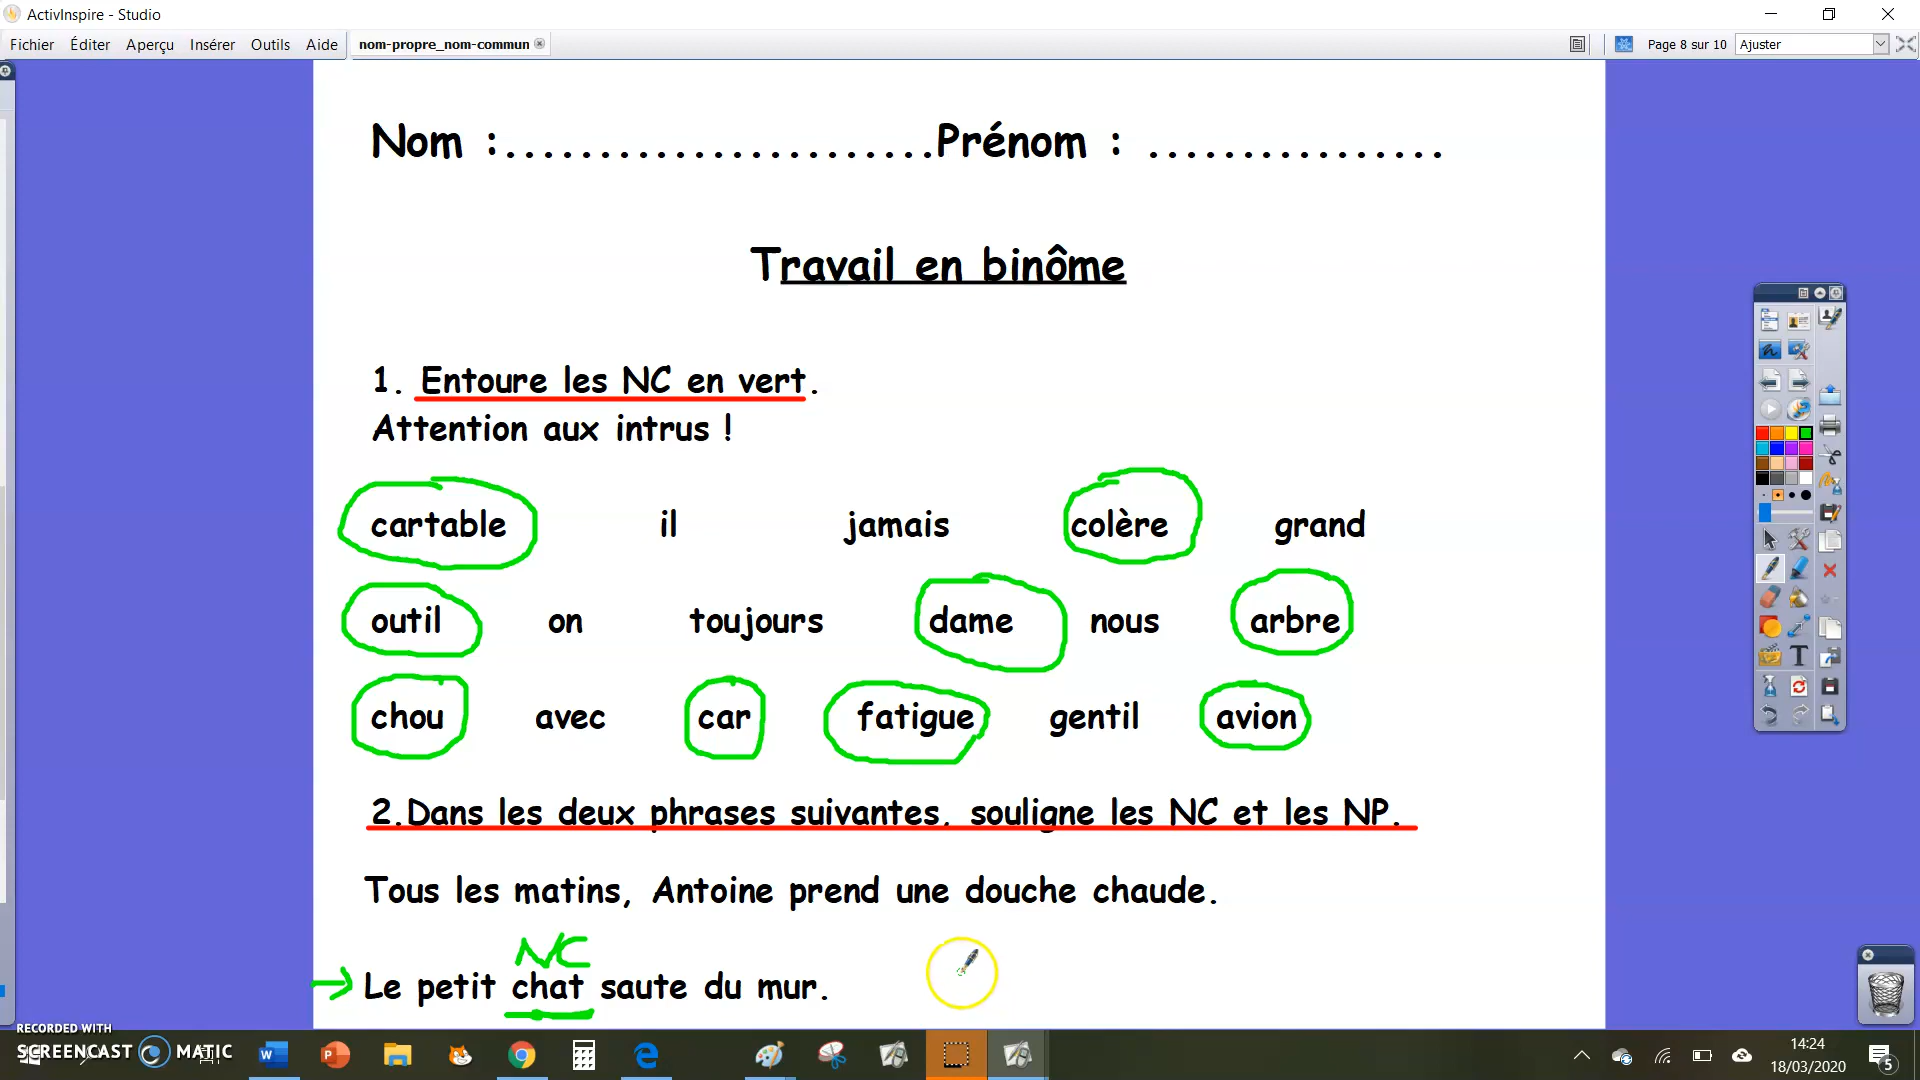 ActivInspire - Studio
Fichier Éditer Aperçu Insérer Outils Aide nom-propre_nom-commun Page 8 sur 10 Ajuster
Nom :.......................Prénom : ................
Travail en binôme
1. Entoure les NC en vert.
Attention aux intrus !
cartable il jamais colère grand
outil on toujours dame nous arbre
chou avec car fatigue gentil avion
2.Dans les deux phrases suivantes, souligne les NC et les NP.
Tous les matins, Antoine prend une douche chaude.
NC
→ Le petit chat saute du mur.
RECORDED WITH
SCREENCAST MATIC
14:24
18/03/2020
5